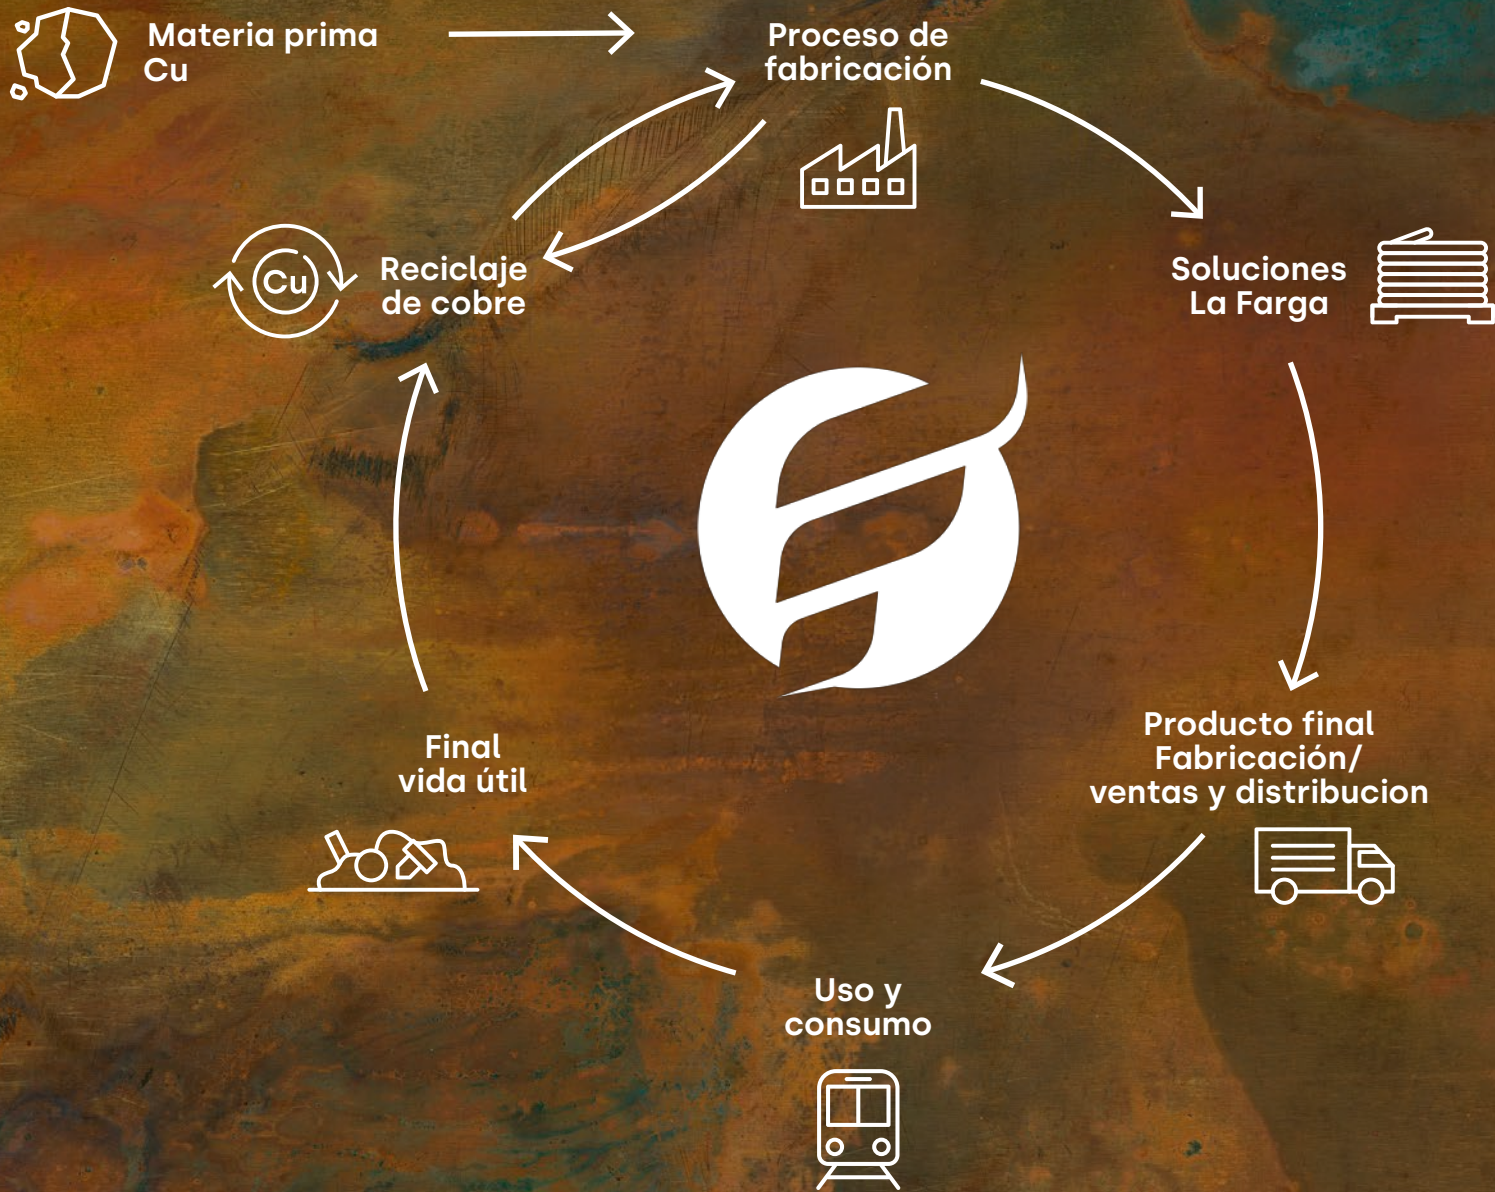 Materia prima
Cu
Proceso de
fabricación
Cu
Reciclaje
de cobre
Soluciones
La Farga
Producto final
Fabricación/
ventas y distribucion
Final
vida útil
Uso y
consumo